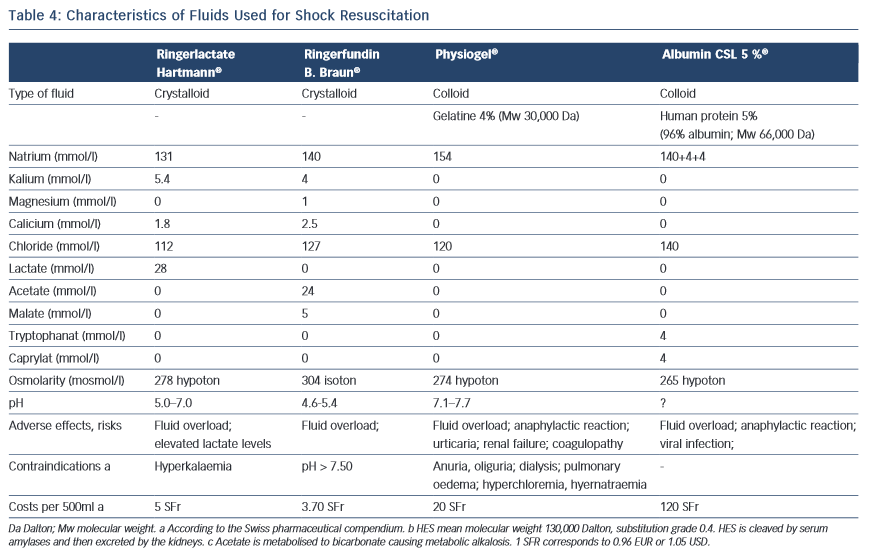 Table 4: Characteristics of Fluids Used for Shock Resuscitation
Ringerlactate Hartmann® Ringerfundin B. Braun® Physiogel® Albumin CSL 5 %®
Type of fluid Crystalloid Crystalloid Colloid Colloid
- - Gelatine 4% (Mw 30,000 Da) Human protein 5%
(96% albumin; Mw 66,000 Da)
Natrium (mmol/l) 131 140 154 140+4+4
Kalium (mmol/l) 5.4 4 0 0
Magnesium (mmol/l) 0 1 0 0
Calicium (mmol/l) 1.8 2.5 0 0
Chloride (mmol/l) 112 127 120 140
Lactate (mmol/l) 28 0 0 0
Acetate (mmol/l) 0 24 0 0
Malate (mmol/l) 0 5 0 0
Tryptophanat (mmol/l) 0 0 0 4
Caprylat (mmol/l) 0 0 0 4
Osmolarity (mosmol/l) 278 hypoton 304 isoton 274 hypoton 265 hypoton
pH 5.0–7.0 4.6-5.4 7.1–7.7 ?
Adverse effects, risks Fluid overload; Fluid overload; Fluid overload; anaphylactic reaction; Fluid overload; anaphylactic reaction;
elevated lactate levels urticaria; renal failure; coagulopathy viral infection;
Contraindications a Hyperkalaemia pH > 7.50 Anuria, oliguria; dialysis; pulmonary -
oedema; hyperchloremia, hyernatraemia
Costs per 500ml a 5 SFr 3.70 SFr 20 SFr 120 SFr
Da Dalton; Mw molecular weight. a According to the Swiss pharmaceutical compendium. b HES mean molecular weight 130,000 Dalton, substitution grade 0.4. HES is cleaved by serum
amylases and then excreted by the kidneys. c Acetate is metabolised to bicarbonate causing metabolic alkalosis. 1 SFR corresponds to 0.96 EUR or 1.05 USD.